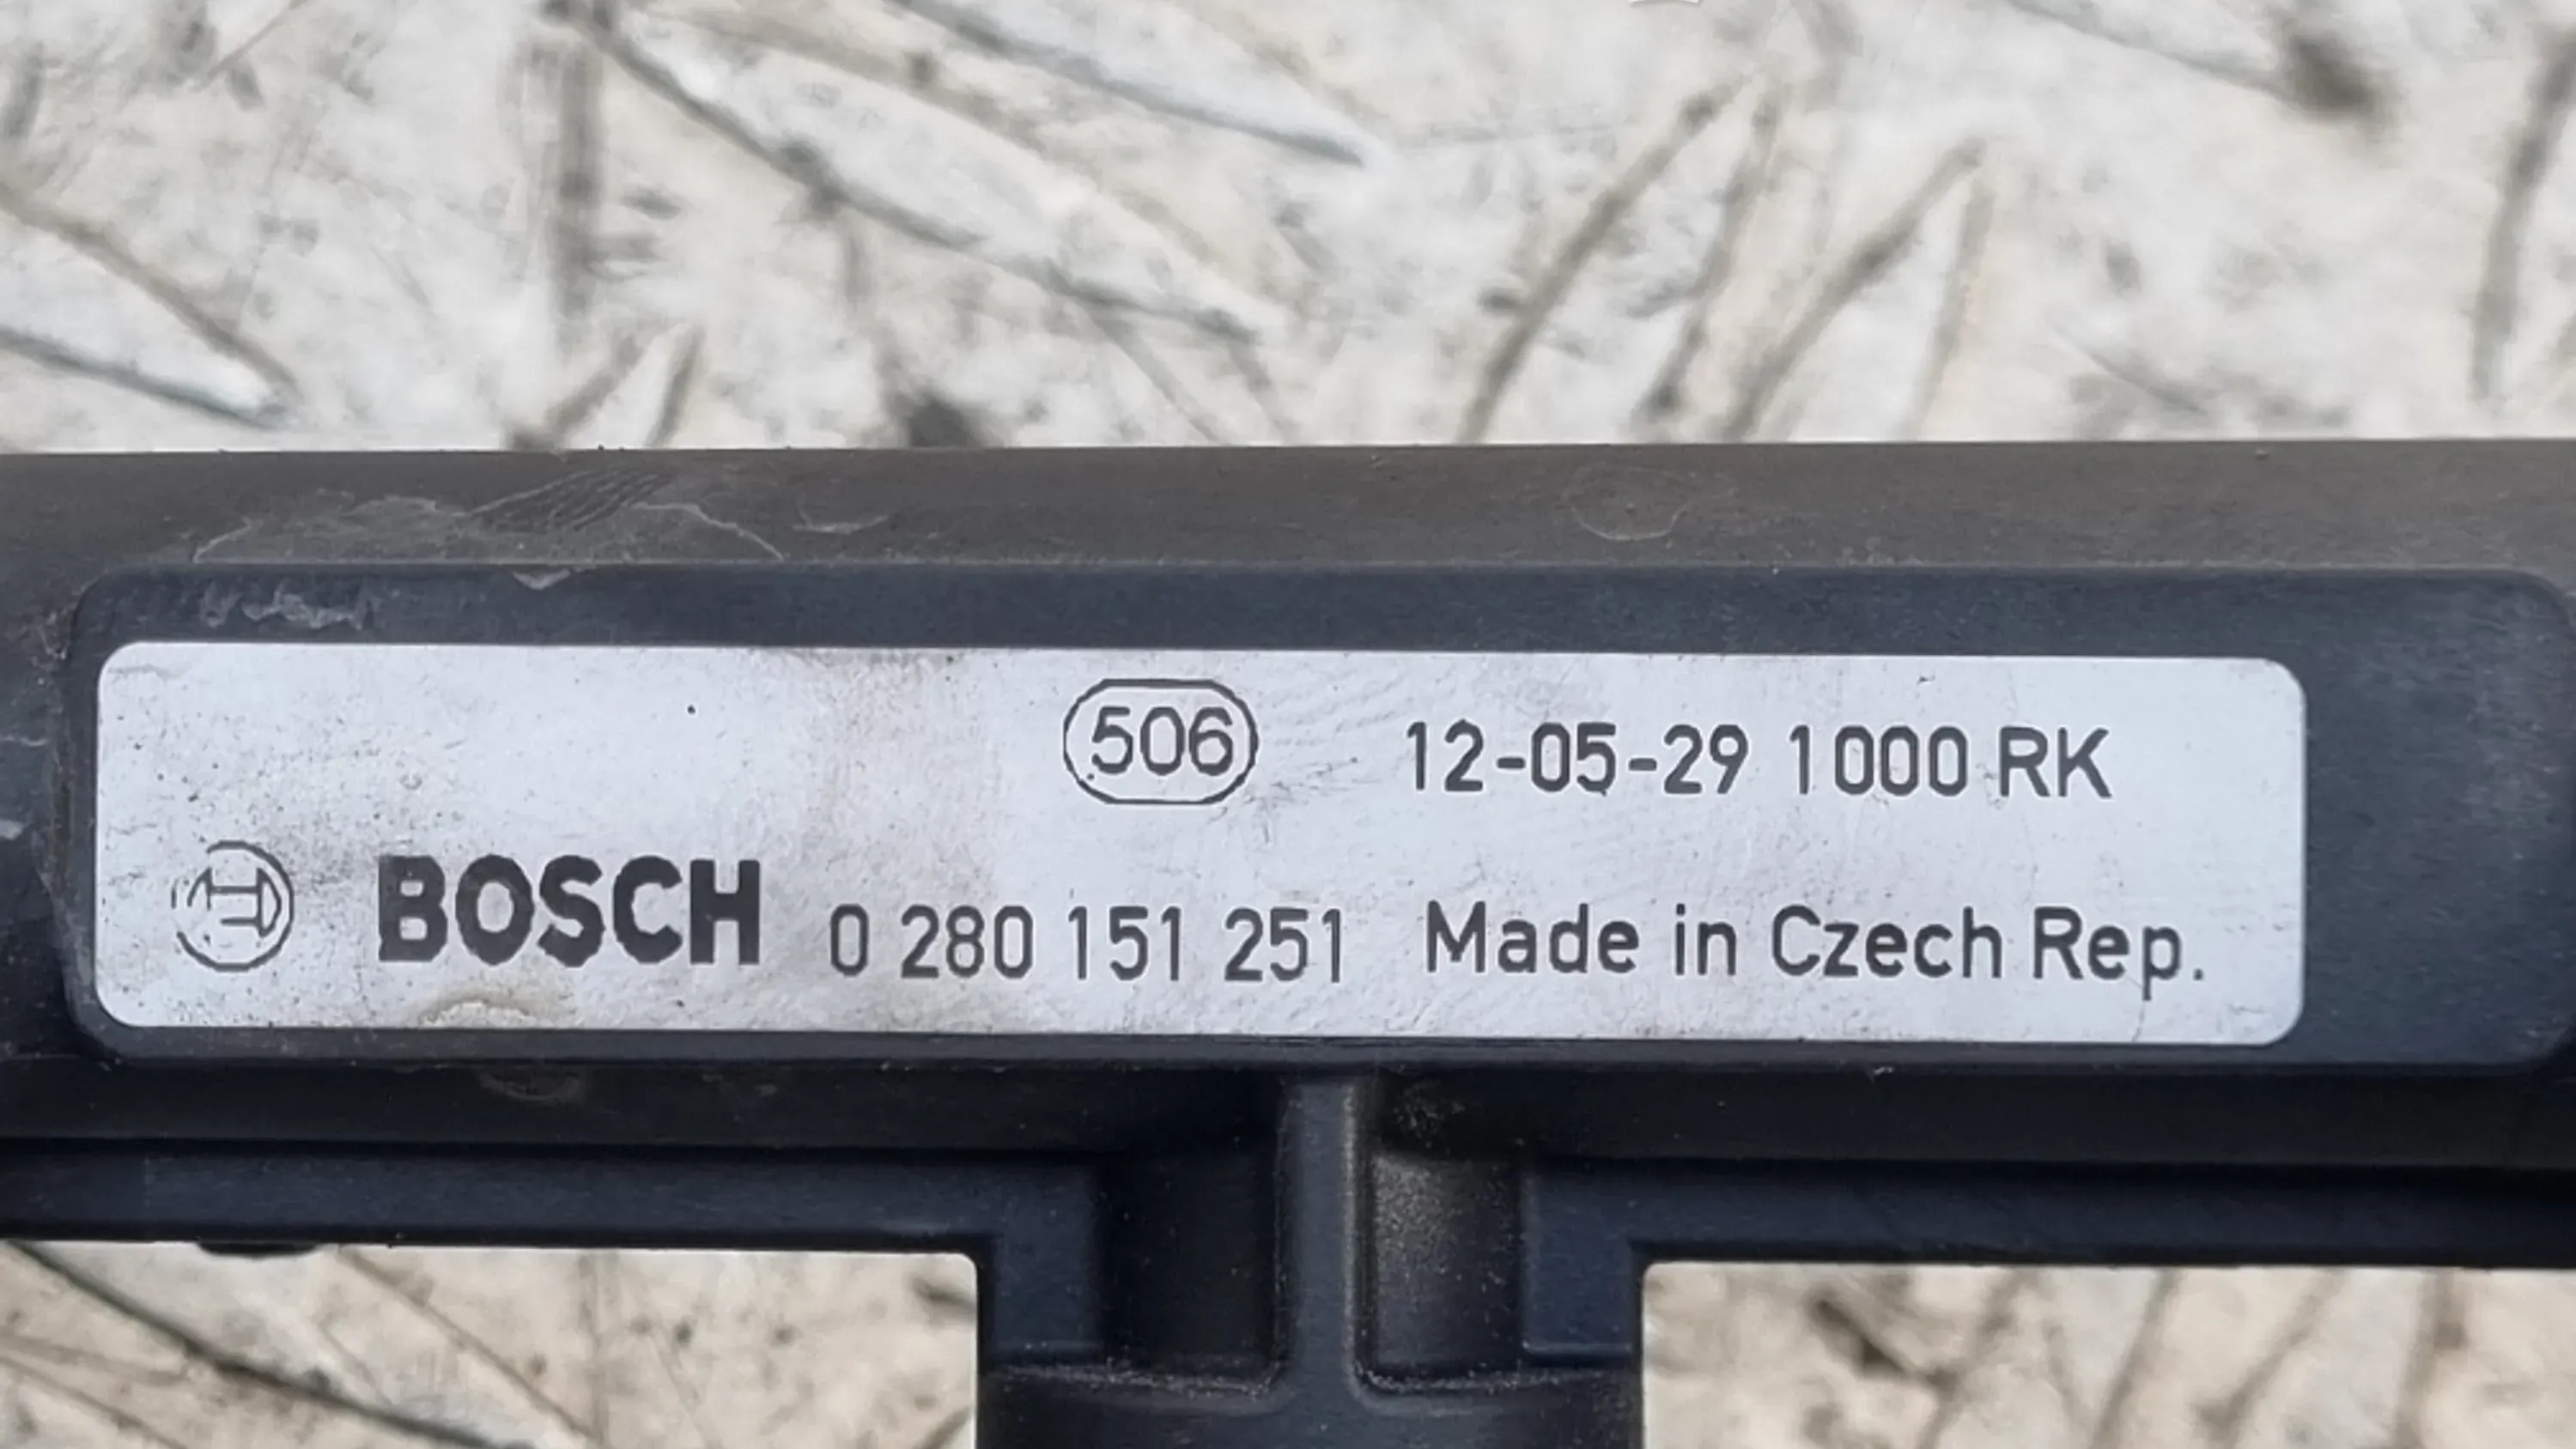 506 12-05-29 1000 RK
BOSCH 0 280 151 251 Made in Czech Rep.